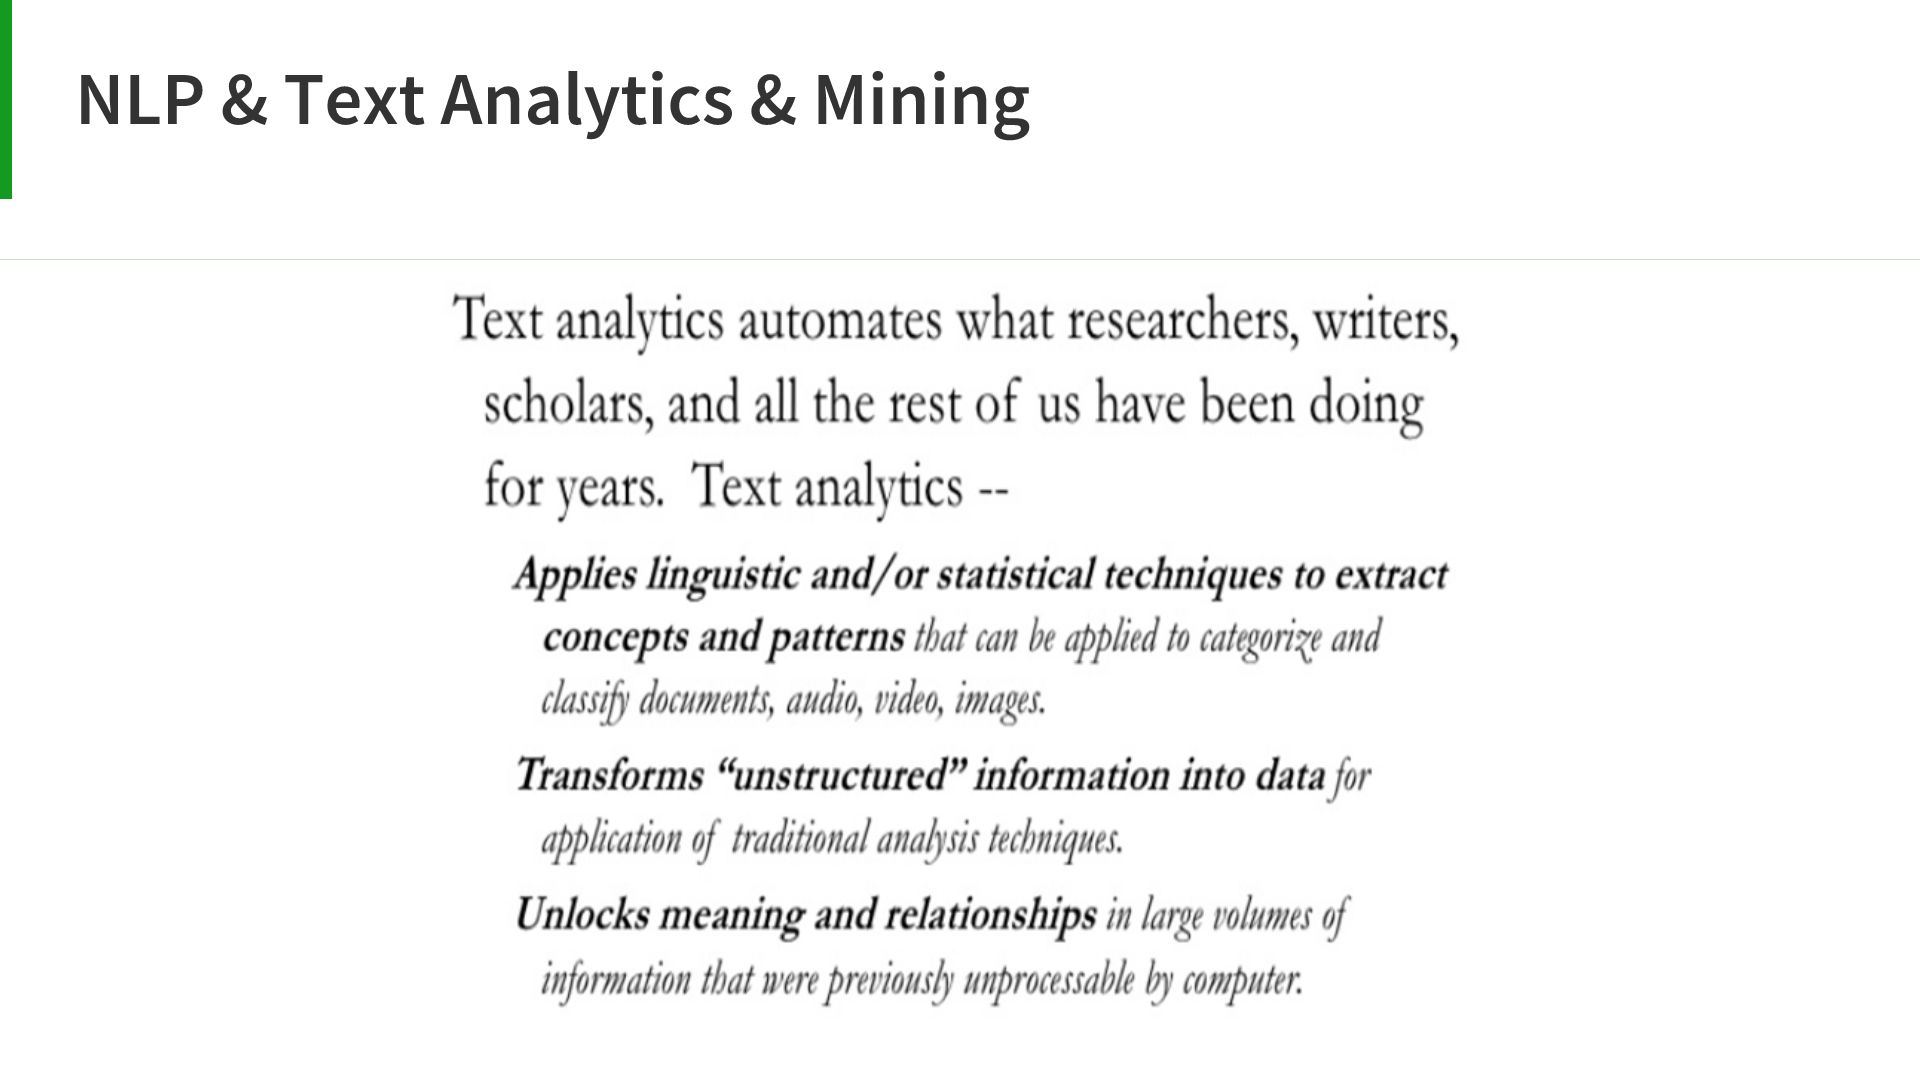 NLP & Text Analytics & Mining
Text analytics automates what researchers, writers,
scholars, and all the rest of us have been doing
for years. Text analytics --
Applies linguistic and/or statistical techniques to extract
concepts and patterns that can be applied to categorize and
classify documents, audio, video, images.
Transforms “unstructured” information into data for
application of traditional analysis techniques.
Unlocks meaning and relationships in large volumes of
information that were previously unprocessable by computer.